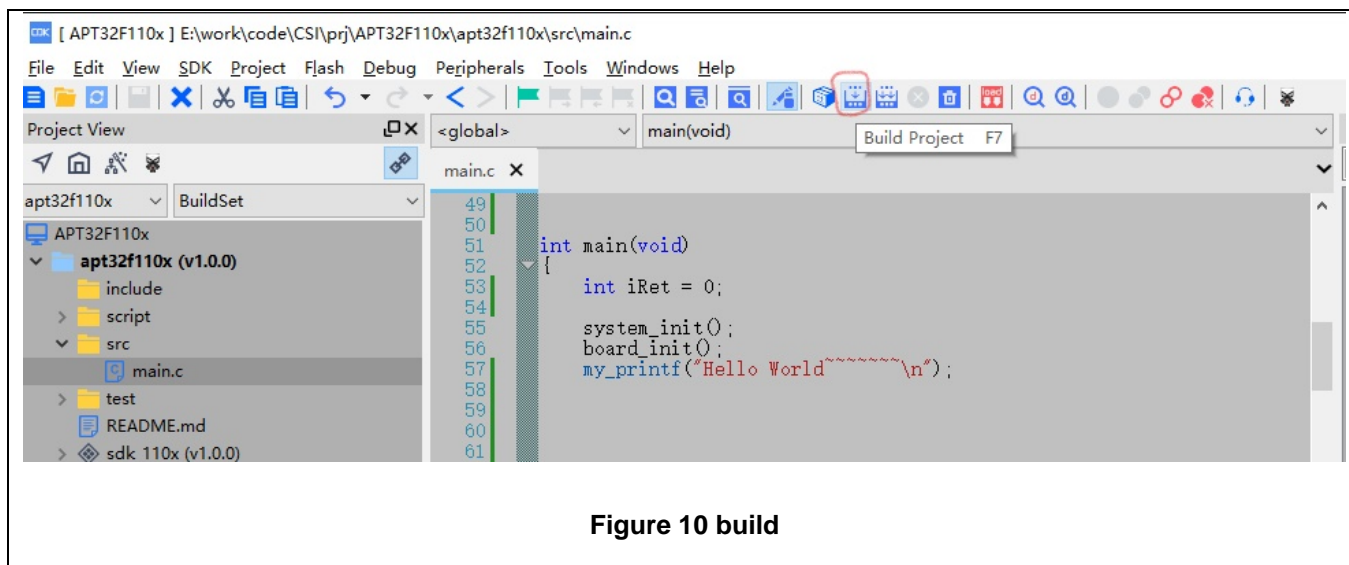 CDK [ APT32F110x ] E:\work\code\CSI\prj\APT32F110x\apt32f110x\src\main.c
File Edit View SDK Project Flash Debug Peripherals Tools Windows Help
load
d d
Project View
<global> main(void)
Build Project F7
main.c
apt32f110x BuildSet
APT32F110x
apt32f110x (v1.0.0)
include
script
src
C main.c
test
README.md
sdk 110x (v1.0.0)
49
50
51 int main(void)
52 {
53 int iRet = 0;
54
55 system_init();
56 board_init();
57 my_printf("Hello World~~~~~~~\n");
58
59
60
61
Figure 10 build